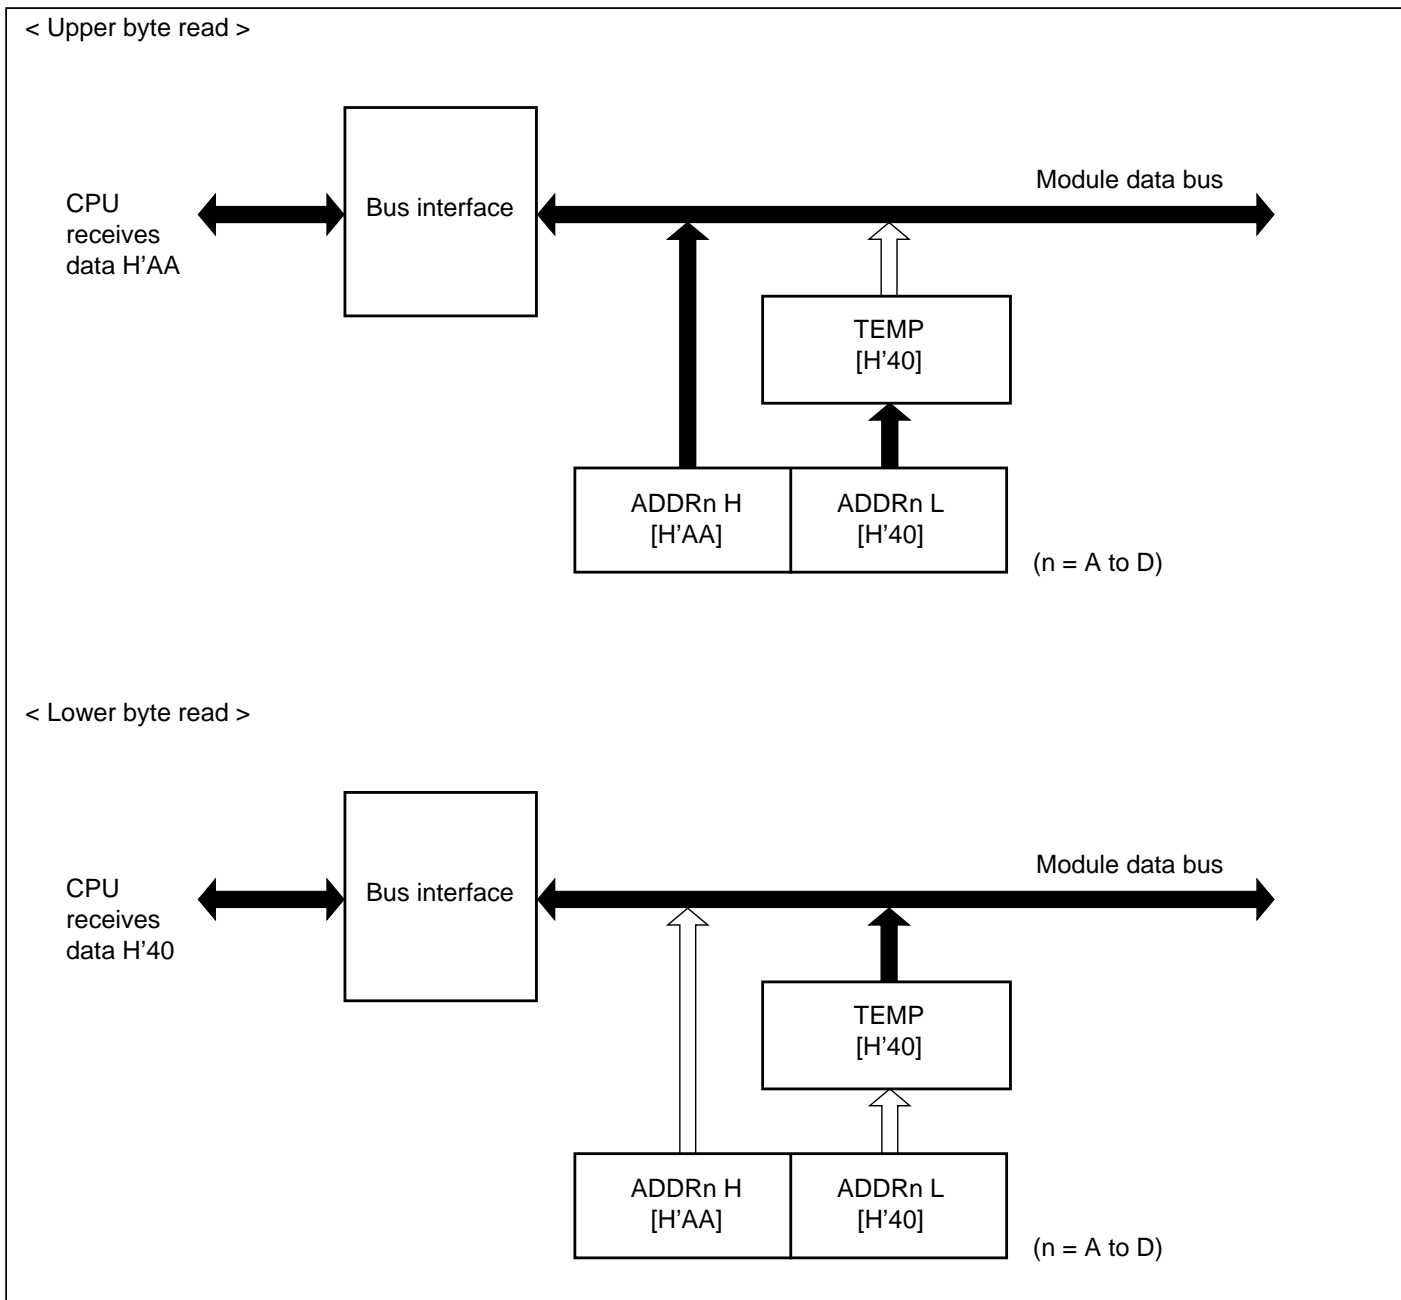 < Upper byte read >
Module data bus
CPU
receives
data H’AA
Bus interface
TEMP
[H’40]
ADDRn H
[H’AA]
ADDRn L
[H’40]
(n = A to D)
< Lower byte read >
Module data bus
CPU
receives
data H’40
Bus interface
TEMP
[H’40]
ADDRn H
[H’AA]
ADDRn L
[H’40]
(n = A to D)